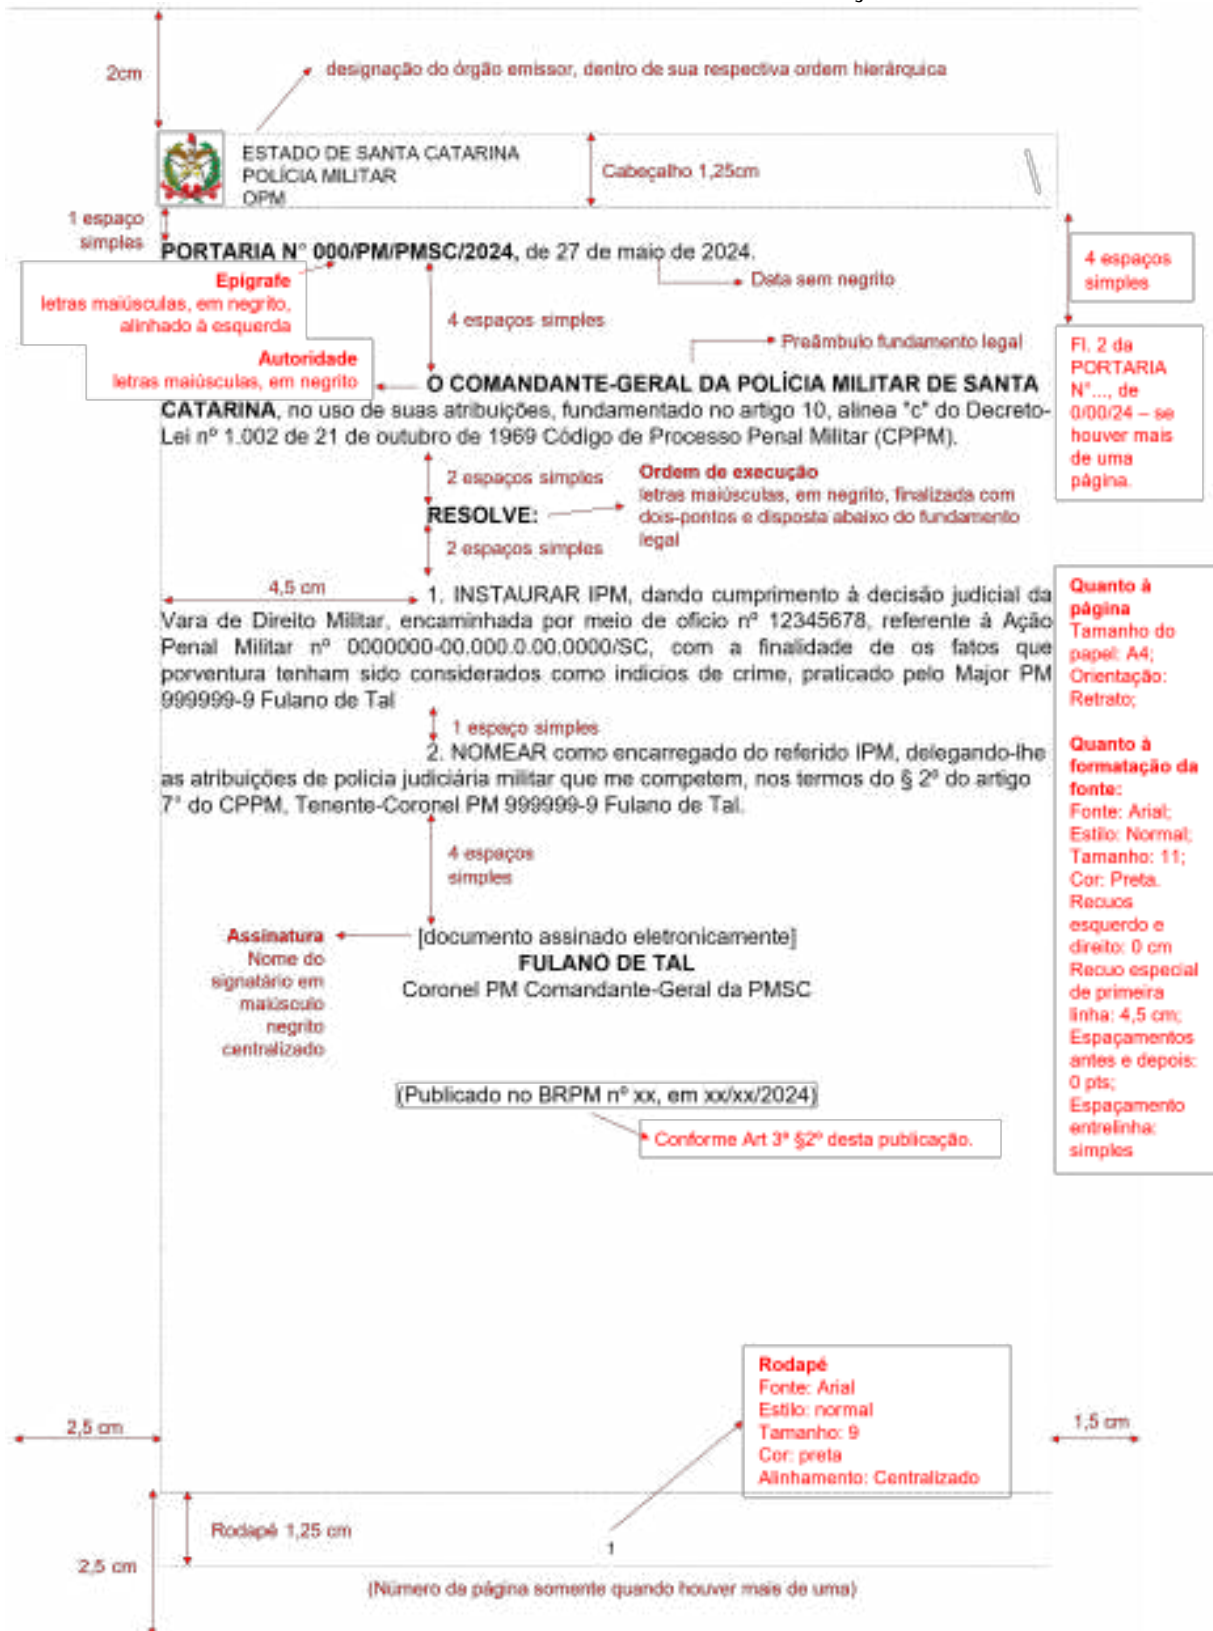 2cm
designação do órgão emissor, dentro de sua respectiva ordem hierárquica
ESTADO DE SANTA CATARINA
POLÍCIA MILITAR
OPM
Cabeçalho 1,25cm
1 espaço
simples
PORTARIA N° 000/PM/PMSC/2024, de 27 de maio de 2024.
4 espaços
simples
Epígrafe
letras maiúsculas, em negrito,
alinhado à esquerda
Data sem negrito
4 espaços simples
Preâmbulo fundamento legal
Autoridade
letras maiúsculas, em negrito
Fl. 2 da
PORTARIA
N° ..., de
0/00/24 – se
houver mais
de uma
página.
O COMANDANTE-GERAL DA POLÍCIA MILITAR DE SANTA
CATARINA, no uso de suas atribuições, fundamentado no artigo 10, alinea "c" do Decreto-
Lei nº 1.002 de 21 de outubro de 1969 Código de Processo Penal Militar (CPPM).
2 espaços simples
Ordem de execução
letras maiúsculas, em negrito, finalizada com
dois-pontos e disposta abaixo do fundamento
legal
RESOLVE:
2 espaços simples
4,5 cm
1. INSTAURAR IPM, dando cumprimento à decisão judicial da
Vara de Direito Militar, encaminhada por meio de ofício nº 12345678, referente à Ação
Penal Militar nº 0000000-00.000.0.00.0000/SC, com a finalidade de os fatos que
porventura tenham sido considerados como indícios de crime, praticado pelo Major PM
999999-9 Fulano de Tal
1 espaço simples
2. NOMEAR como encarregado do referido IPM, delegando-lhe
as atribuições de polícia judiciária militar que me competem, nos termos do § 2º do artigo
7° do CPPM, Tenente-Coronel PM 999999-9 Fulano de Tal.
Quanto à
página
Tamanho do
papel: A4;
Orientação:
Retrato;
Quanto à
formatação da
fonte:
Fonte: Arial;
Estilo: Normal;
Tamanho: 11;
Cor: Preta.
Recuos
esquerdo e
direito: 0 cm
Recuo especial
de primeira
linha: 4,5 cm;
Espaçamentos
antes e depois:
0 pts;
Espaçamento
entrelinha:
simples
4 espaços
simples
Assinatura
Nome do
signatário em
maiúsculo
negrito
centralizado
[documento assinado eletronicamente]
FULANO DE TAL
Coronel PM Comandante-Geral da PMSC
(Publicado no BRPM nº xx, em xx/xx/2024)
Conforme Art 3º §2º desta publicação.
Rodapé
Fonte: Arial
Estilo: normal
Tamanho: 9
Cor: preta
Alinhamento: Centralizado
2,5 cm
1,5 cm
Rodapé 1,25 cm
1
2,5 cm
(Número da página somente quando houver mais de uma)